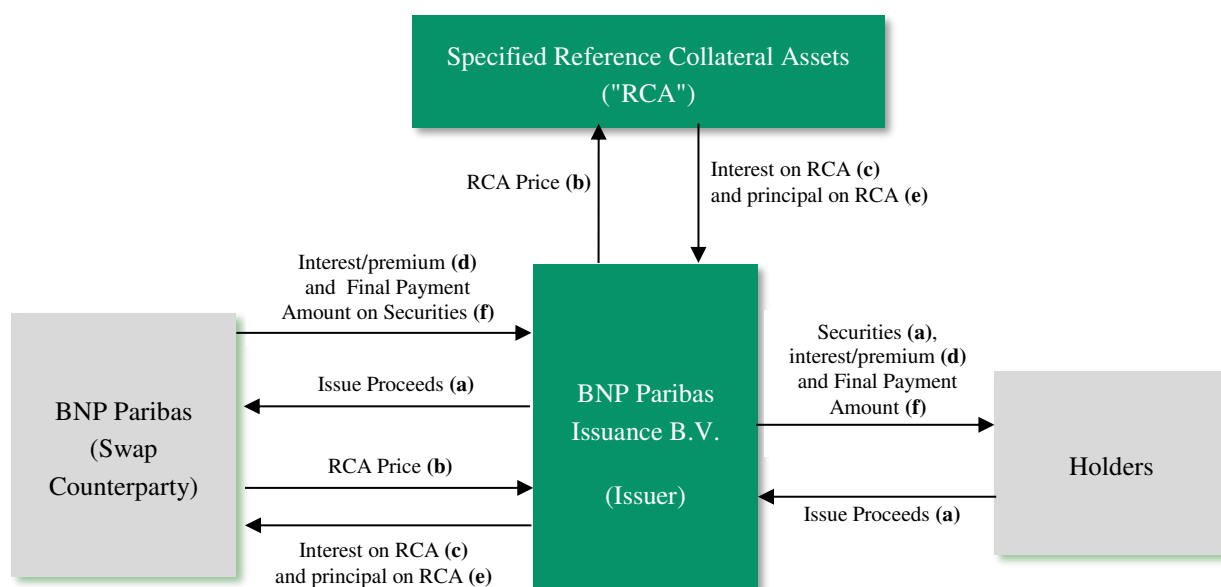 Specified Reference Collateral Assets
("RCA")
RCA Price (b)
Interest on RCA (c)
and principal on RCA (e)
Interest/premium (d)
and Final Payment
Amount on Securities (f)
Issue Proceeds (a)
RCA Price (b)
Interest on RCA (c)
and principal on RCA (e)
BNP Paribas
(Swap
Counterparty)
BNP Paribas
Issuance B.V.
(Issuer)
Securities (a),
interest/premium (d)
and Final Payment
Amount (f)
Issue Proceeds (a)
Holders